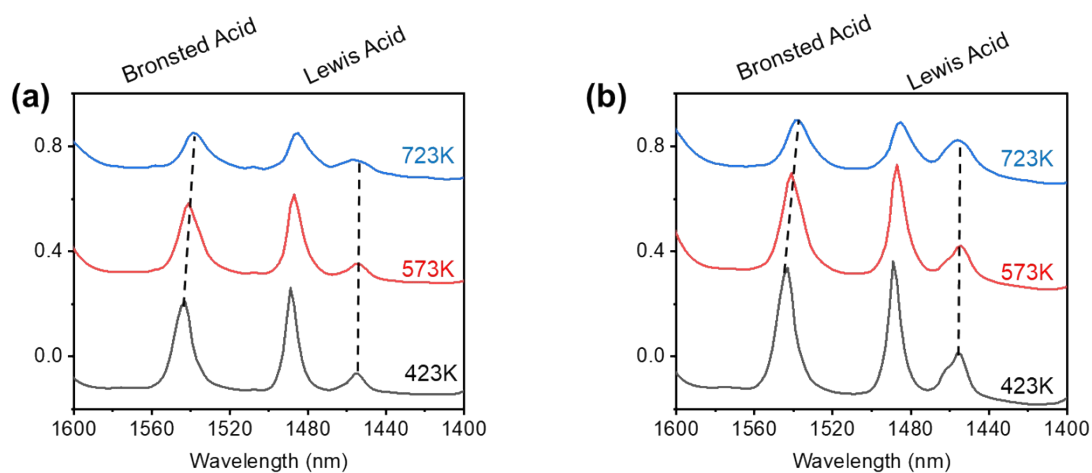 Bronsted Acid
Lewis Acid
(a)
0.8
0.4
0.0
723K
573K
423K
1600 1560 1520 1480 1440 1400
Wavelength (nm)
Bronsted Acid
Lewis Acid
(b)
0.8
0.4
0.0
723K
573K
423K
1600 1560 1520 1480 1440 1400
Wavelength (nm)